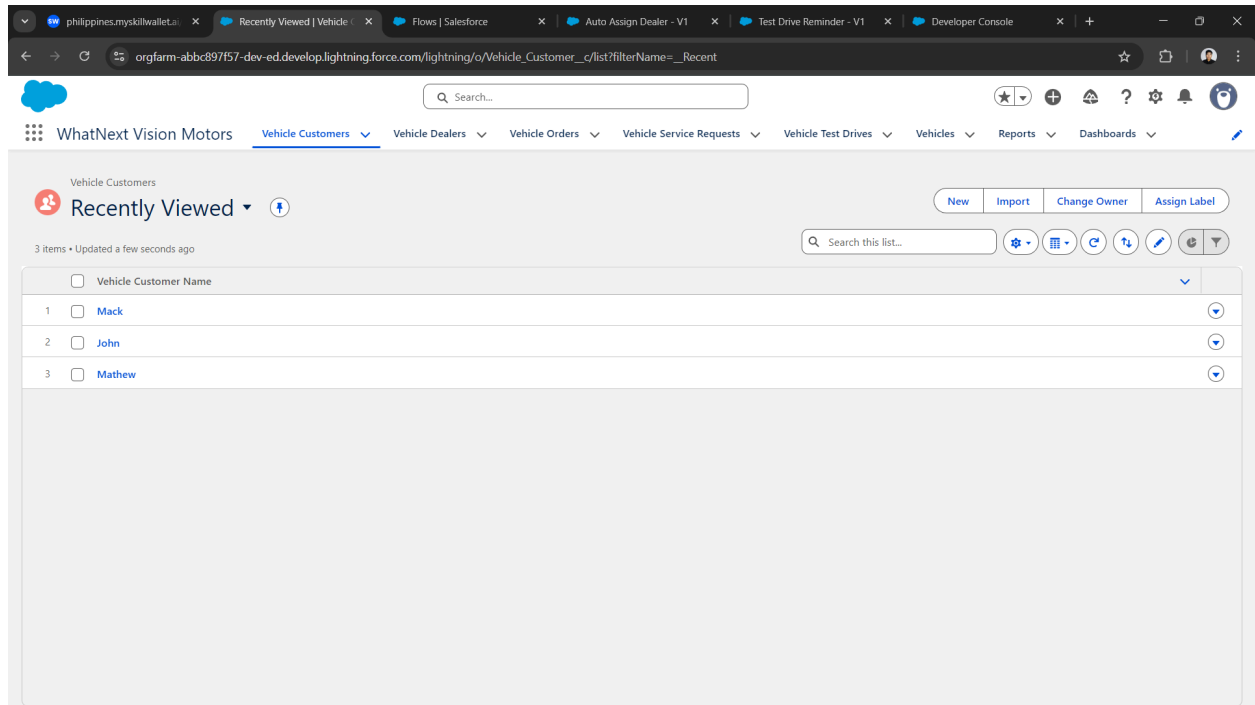 sw philippines.myskillwallet.ai
Recently Viewed | Vehicle C
Flows | Salesforce
Auto Assign Dealer - V1
Test Drive Reminder - V1
Developer Console
orgfarm-abbc897f57-dev-ed.develop.lightning.force.com/lightning/o/Vehicle_Customer__c/list?filterName=__Recent
Search...
WhatNext Vision Motors
Vehicle Customers
Vehicle Dealers
Vehicle Orders
Vehicle Service Requests
Vehicle Test Drives
Vehicles
Reports
Dashboards
Vehicle Customers
Recently Viewed
New
Import
Change Owner
Assign Label
3 items • Updated a few seconds ago
Search this list...
Vehicle Customer Name
1 Mack
2 John
3 Mathew